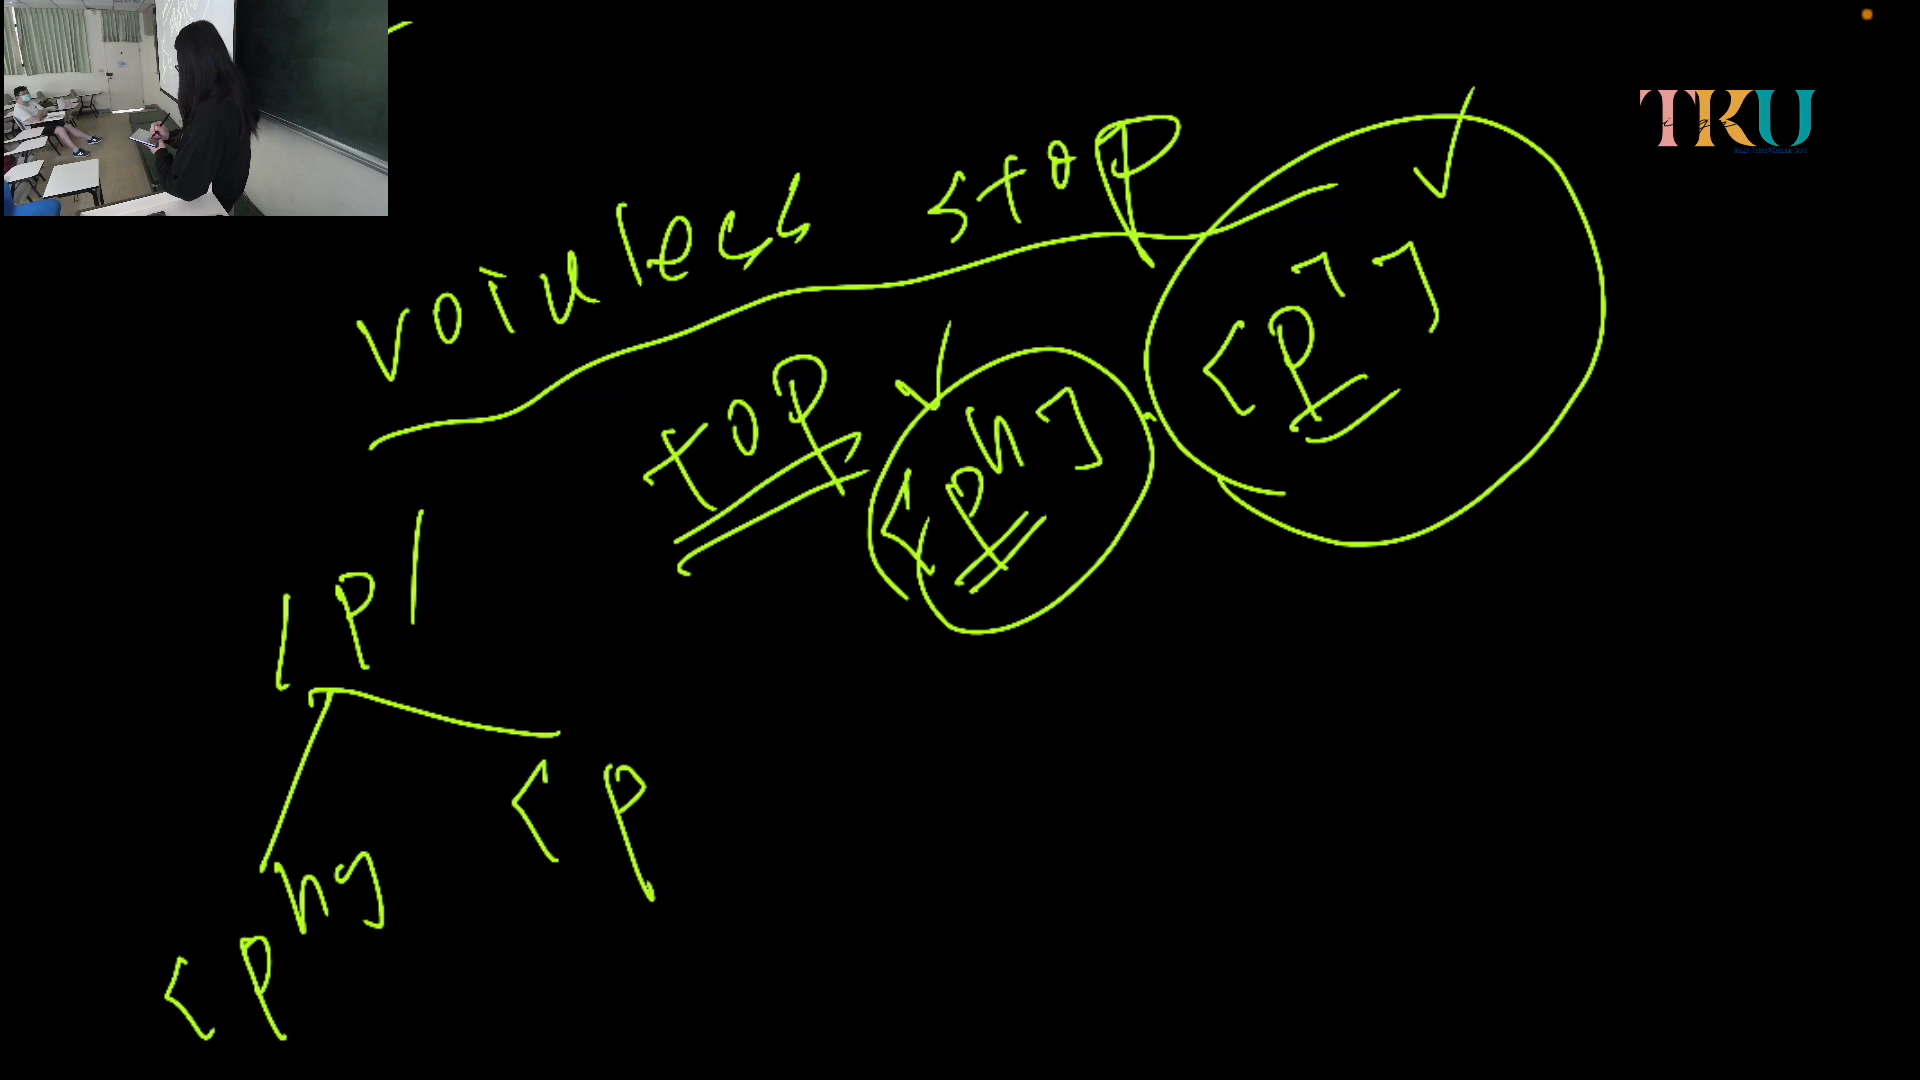 TKU
voiceless stop
top [pʰ] [p̚]
/p/
[pʰ] [p